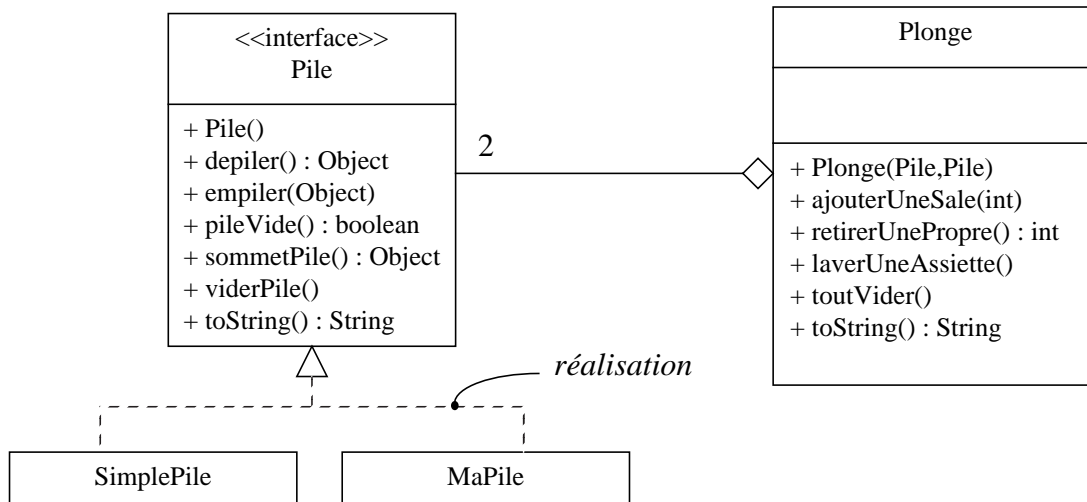 <<interface>>
Pile
+ Pile()
+ depiler() : Object
+ empiler(Object)
+ pileVide() : boolean
+ sommetPile() : Object
+ viderPile()
+ toString() : String
2
Plonge
+ Plonge(Pile,Pile)
+ ajouterUneSale(int)
+ retirerUnePropre() : int
+ laverUneAssiette()
+ toutVider()
+ toString() : String
réalisation
SimplePile
MaPile